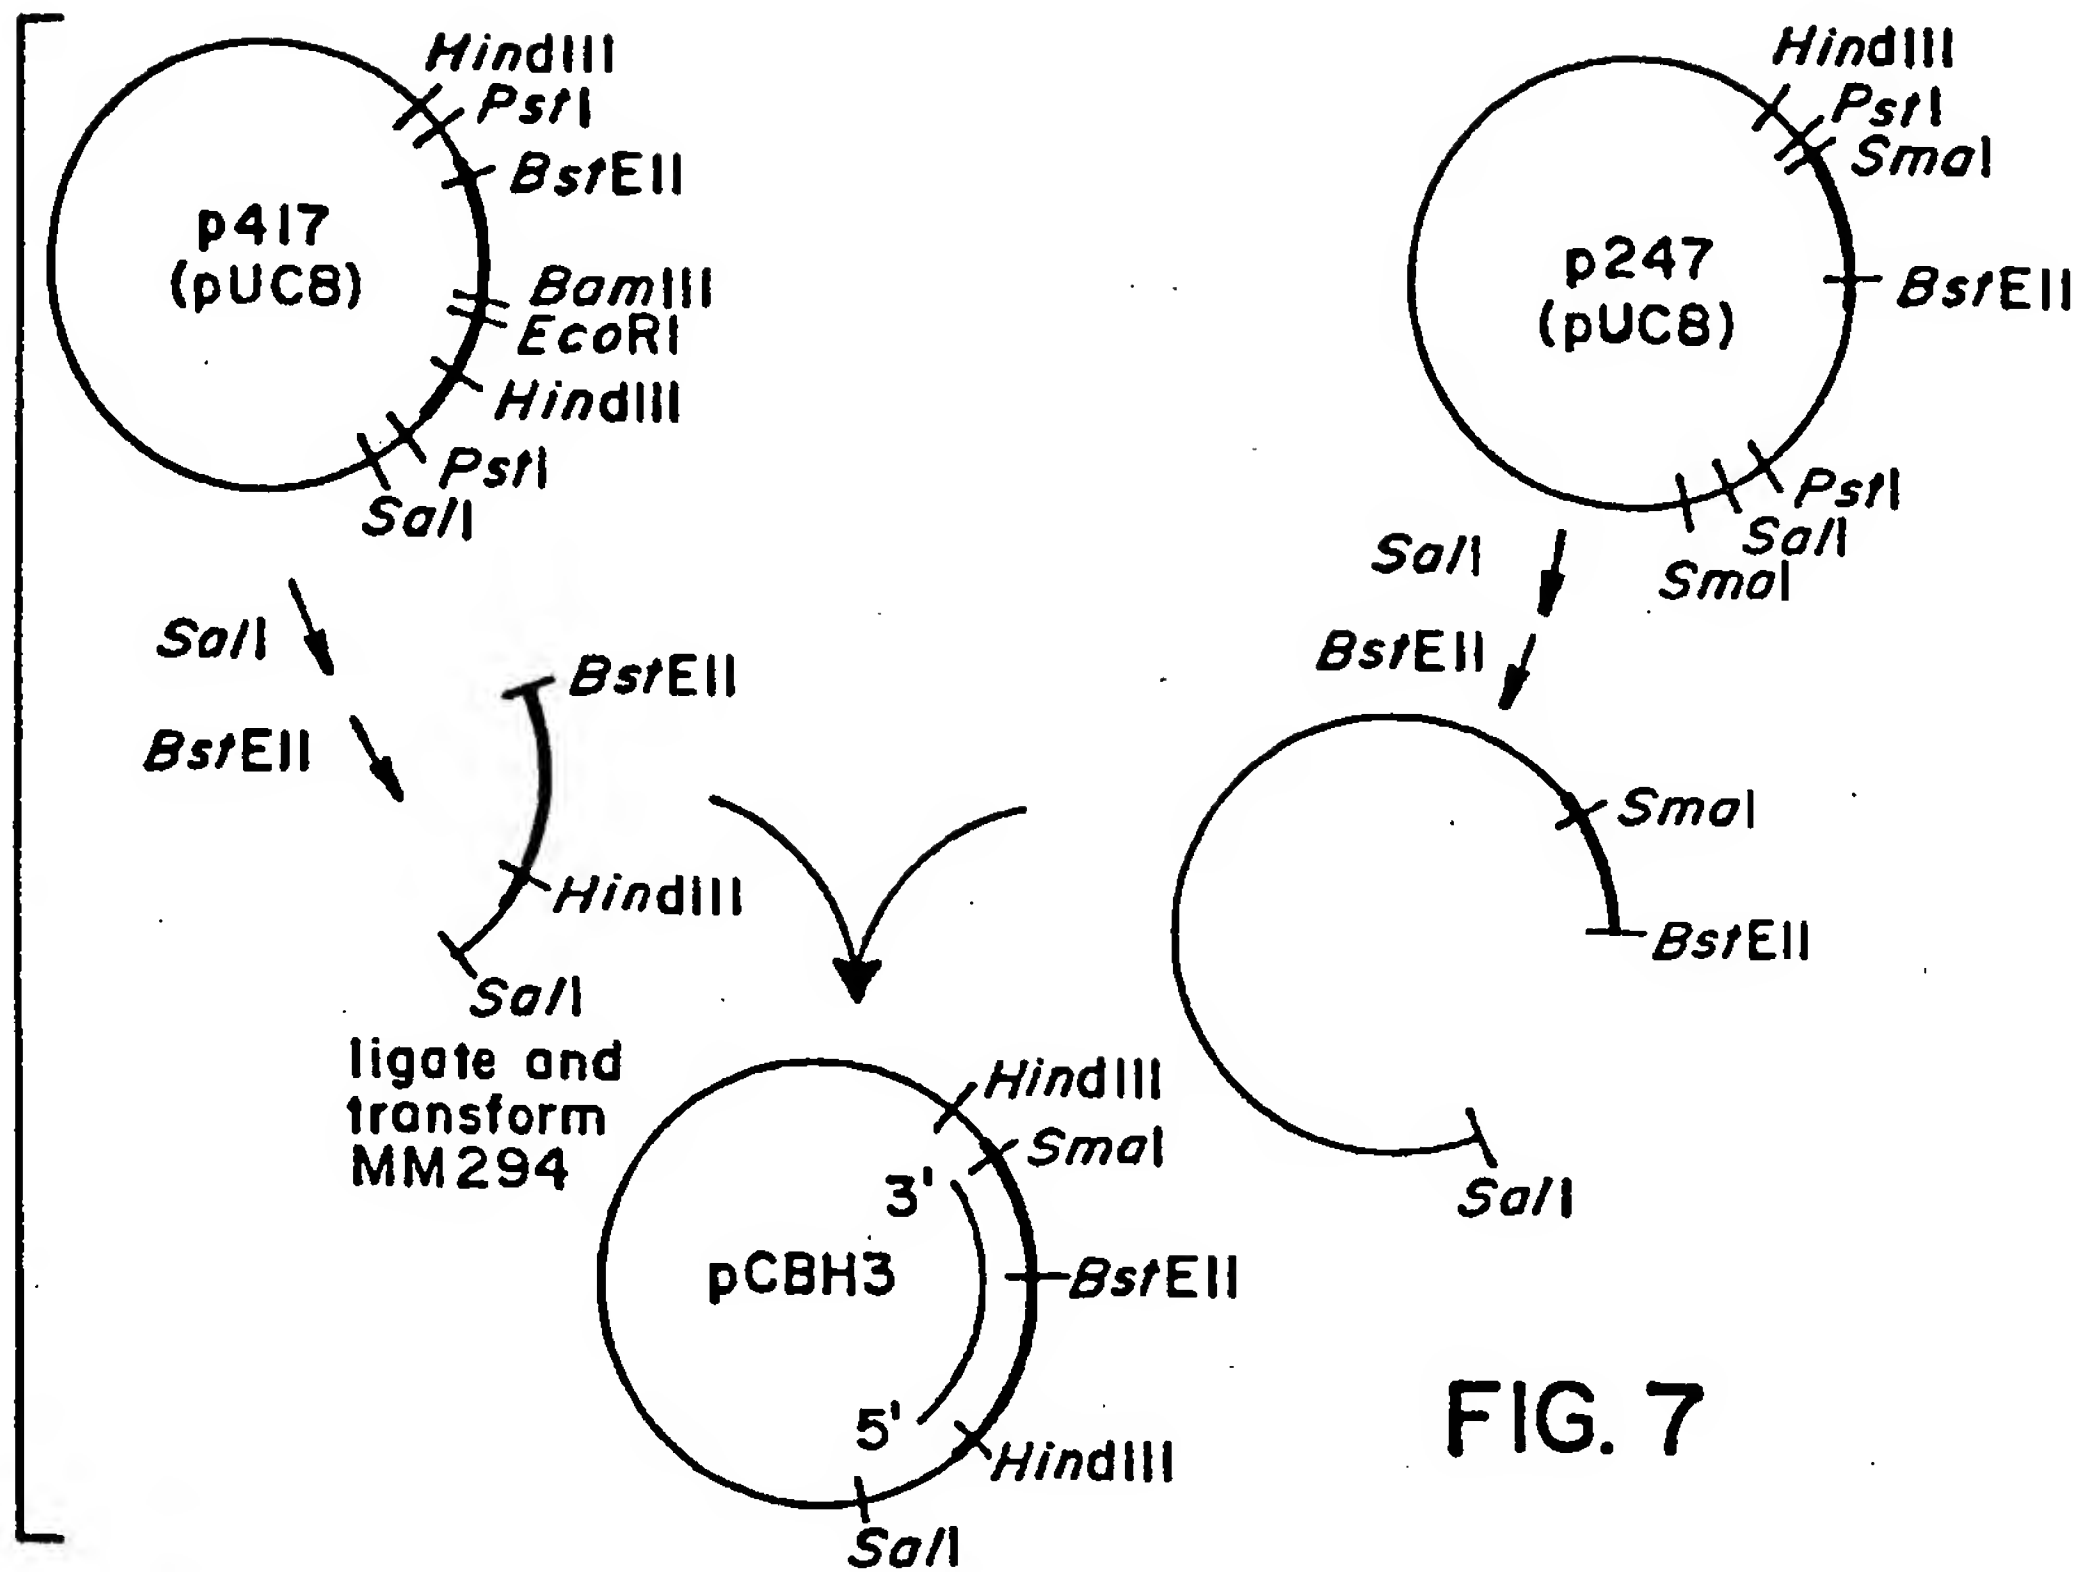 HindIII
PstI
BstEII
p417
(pUC8)
BamIII
EcoRI
HindIII
PstI
SalI
HindIII
PstI
SmaI
p247
(pUC8)
BstEII
PstI
SalI
SmaI
SalI
BstEII
BstEII
HindIII
SalI
SalI
BstEII
SmaI
BstEII
SalI
ligate and
transform
MM294
HindIII
SmaI
3'
pCBH3
BstEII
5'
HindIII
SalI
FIG. 7